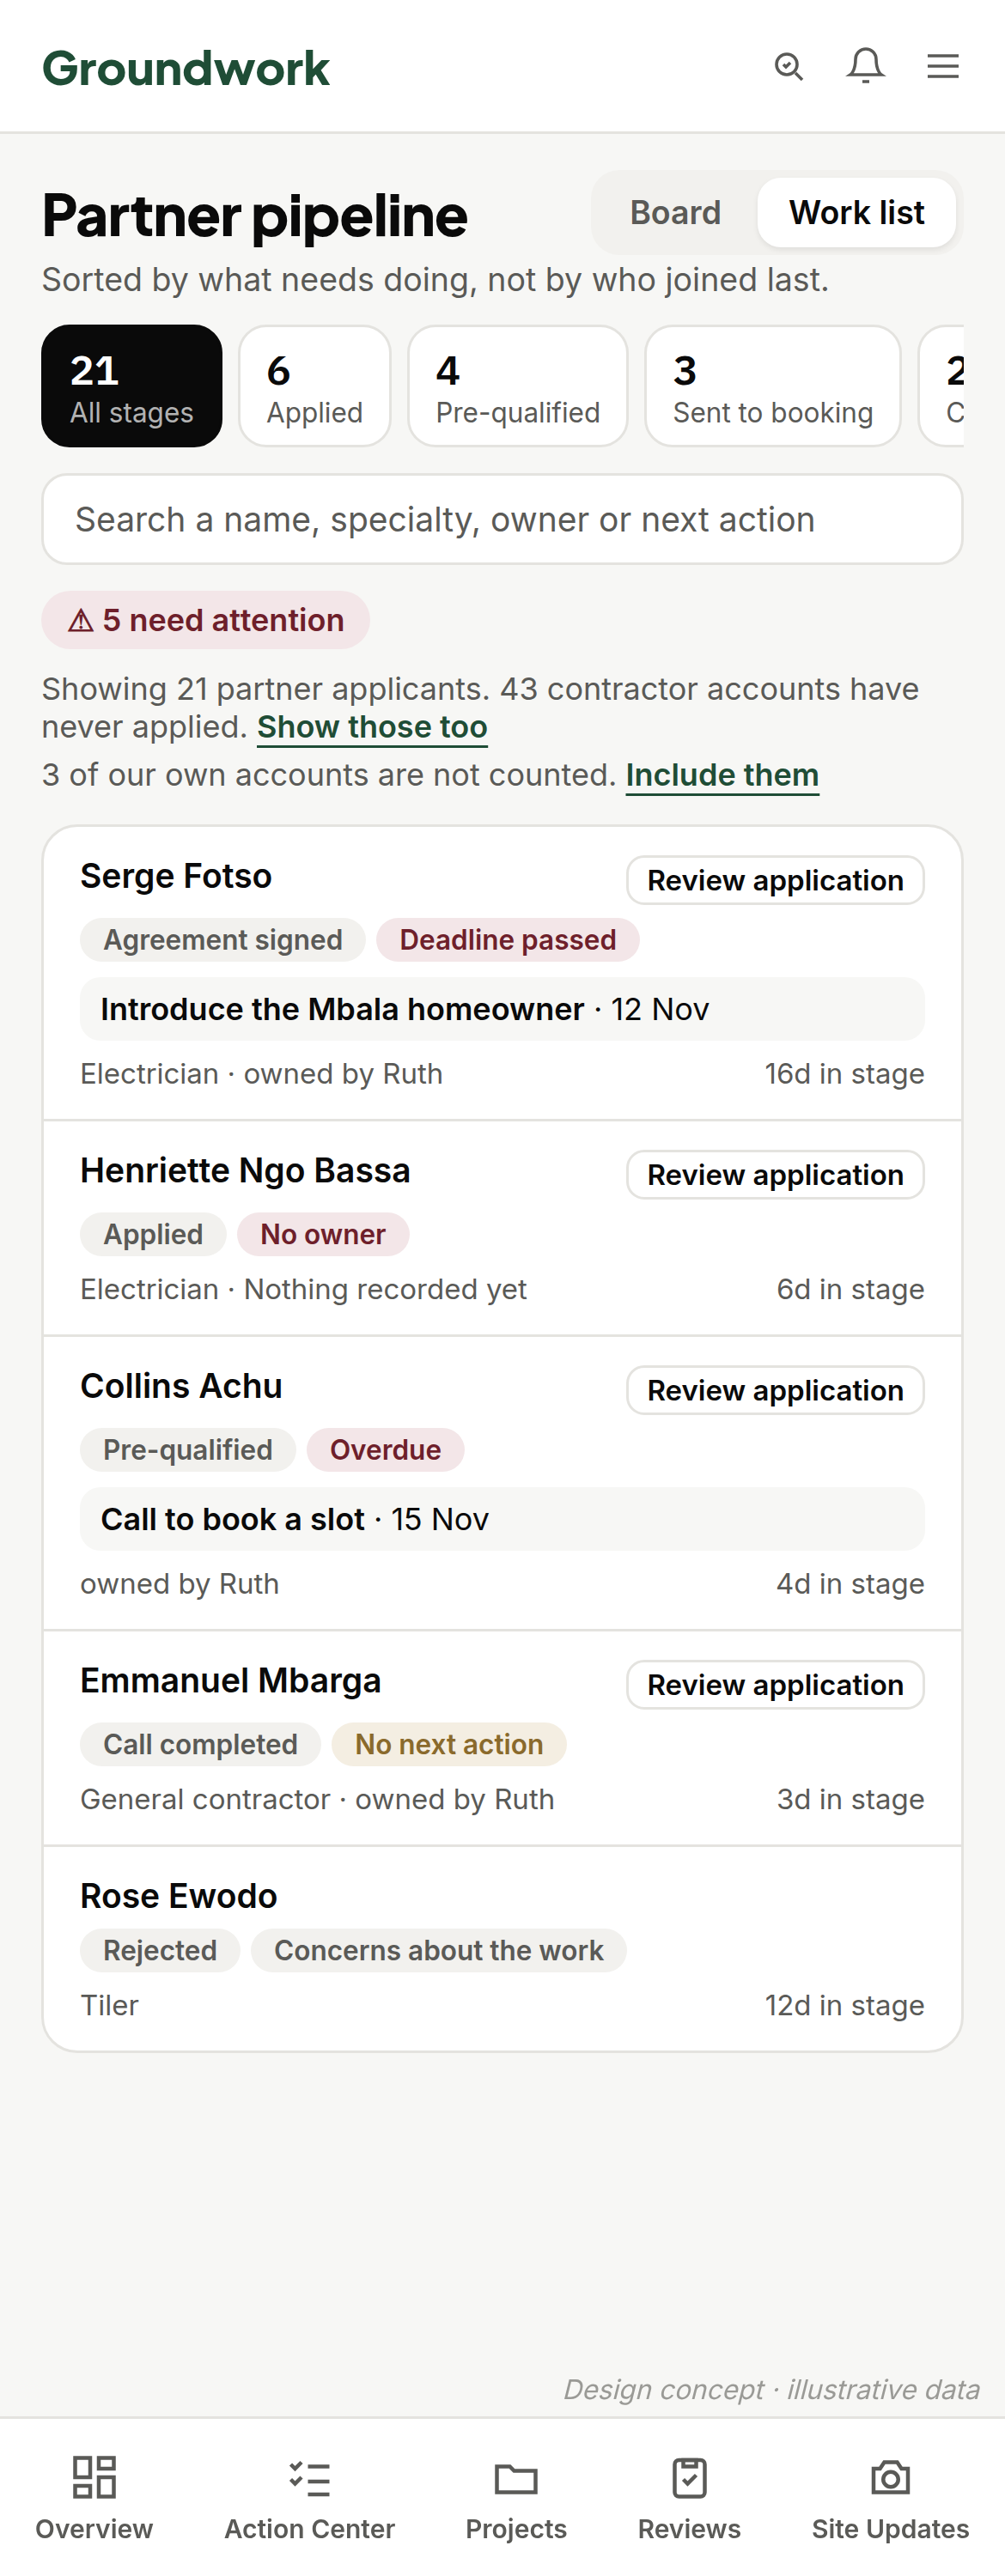 Groundwork
Partner pipeline
Board
Work list
Sorted by what needs doing, not by who joined last.
21
All stages
6
Applied
4
Pre-qualified
3
Sent to booking
2
C
Search a name, specialty, owner or next action
⚠ 5 need attention
Showing 21 partner applicants. 43 contractor accounts have
never applied. Show those too
3 of our own accounts are not counted. Include them
Serge Fotso
Review application
Agreement signed
Deadline passed
Introduce the Mbala homeowner · 12 Nov
Electrician · owned by Ruth
16d in stage
Henriette Ngo Bassa
Review application
Applied
No owner
Electrician · Nothing recorded yet
6d in stage
Collins Achu
Review application
Pre-qualified
Overdue
Call to book a slot · 15 Nov
owned by Ruth
4d in stage
Emmanuel Mbarga
Review application
Call completed
No next action
General contractor · owned by Ruth
3d in stage
Rose Ewodo
Rejected
Concerns about the work
Tiler
12d in stage
Design concept · illustrative data
Overview
Action Center
Projects
Reviews
Site Updates